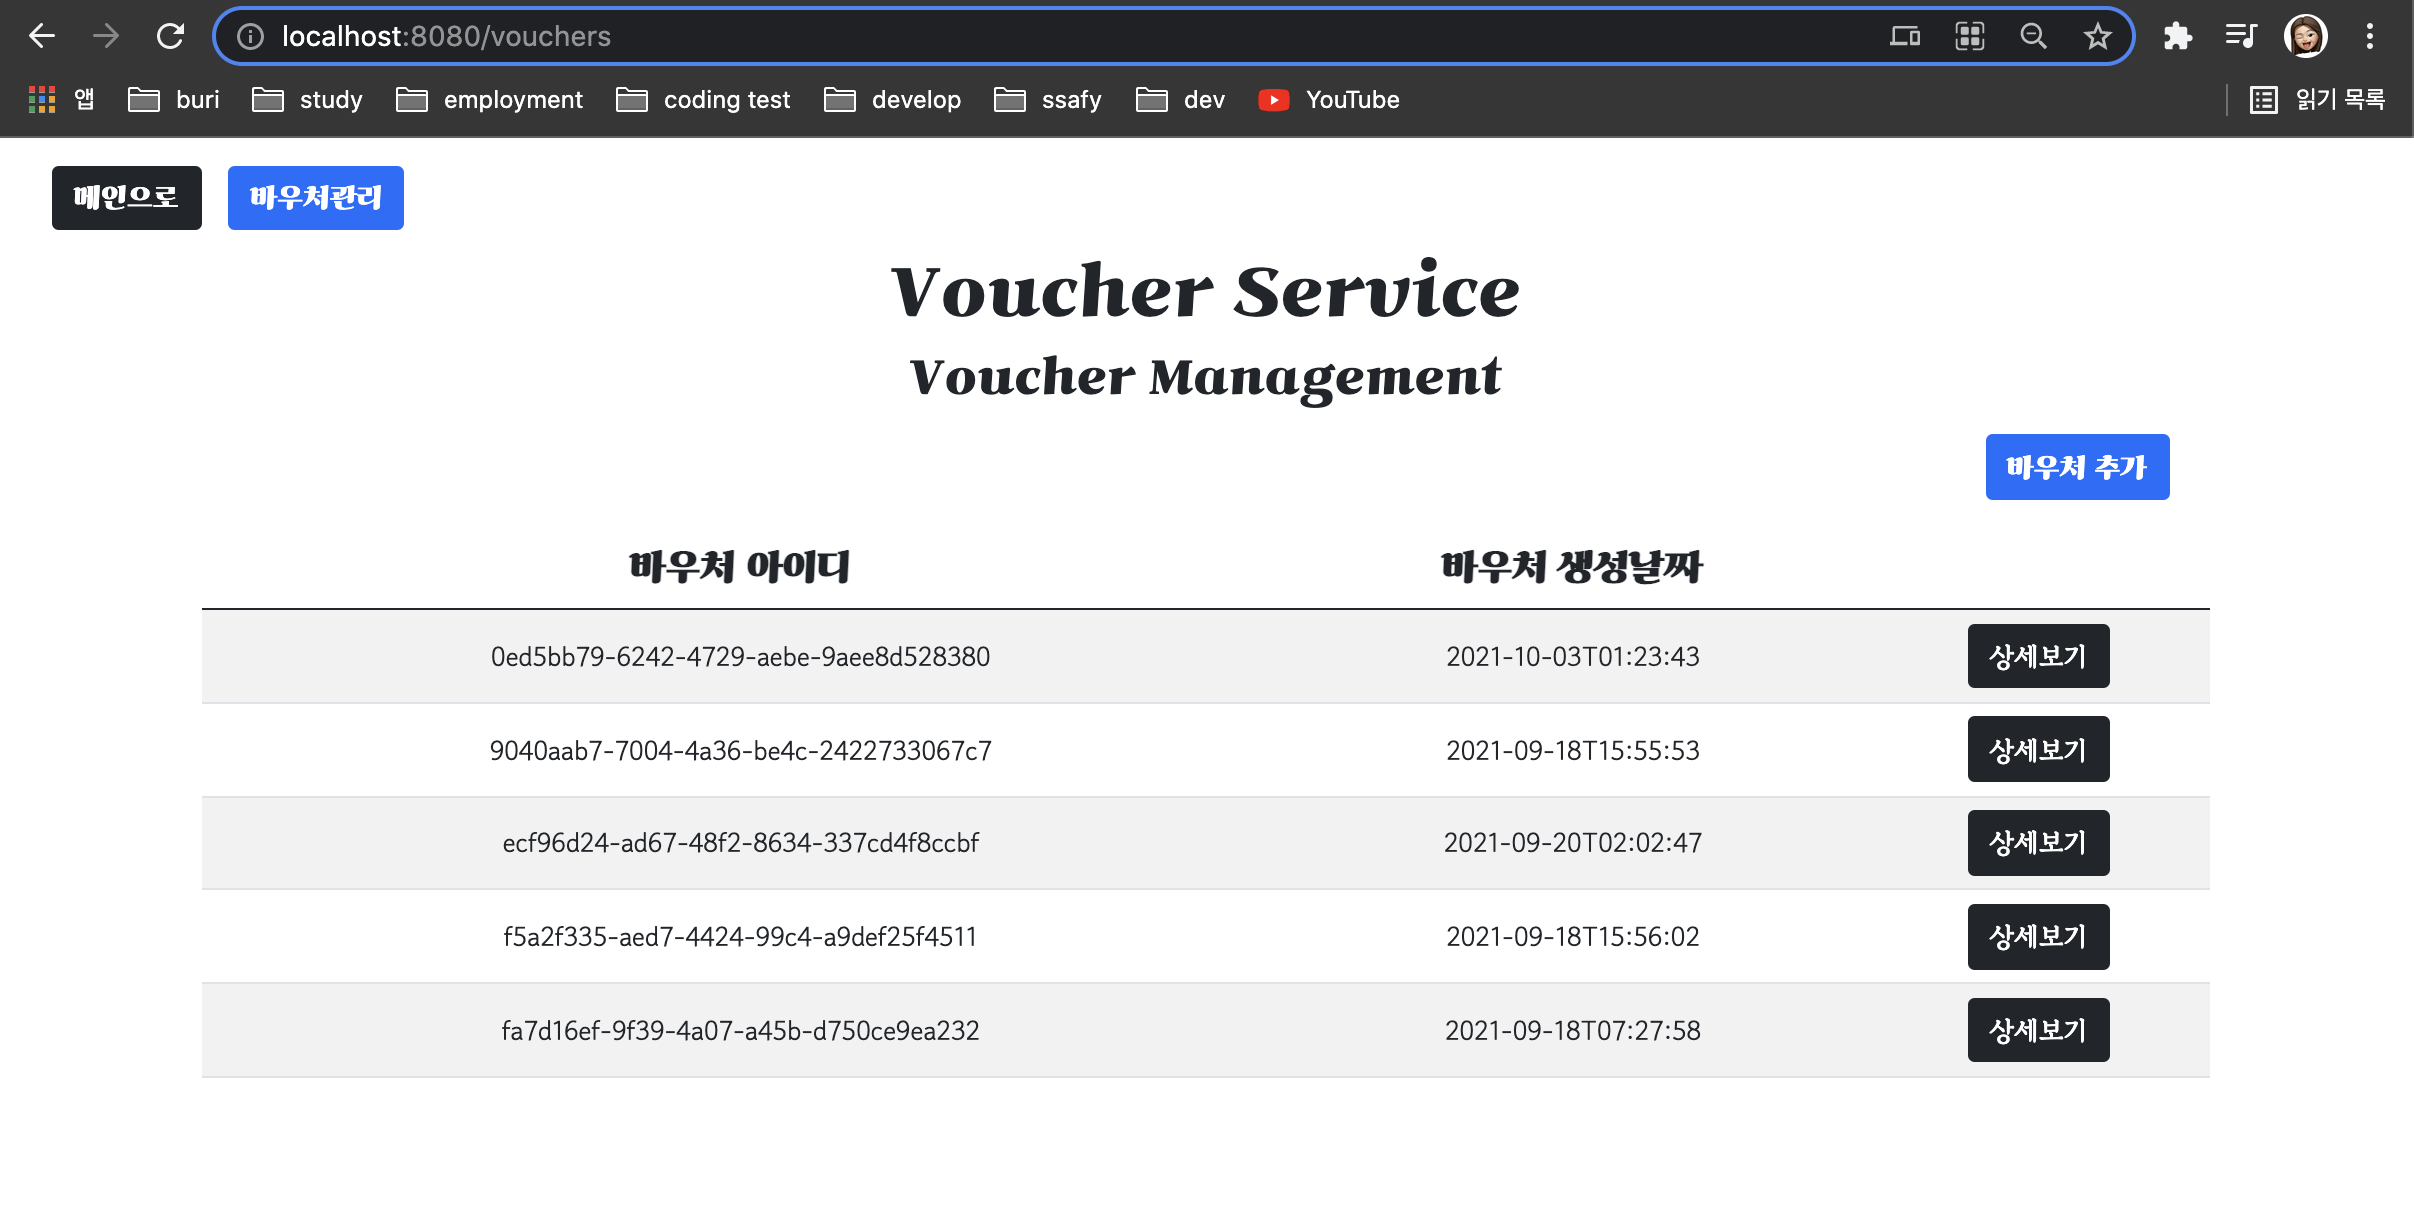 localhost:8080/vouchers
앱 buri study employment coding test develop ssafy dev YouTube 읽기 목록
메인으로 바우처관리
Voucher Service
Voucher Management
바우처 추가
바우처 아이디 바우처 생성날짜
0ed5bb79-6242-4729-aebe-9aee8d528380 2021-10-03T01:23:43 상세보기
9040aab7-7004-4a36-be4c-2422733067c7 2021-09-18T15:55:53 상세보기
ecf96d24-ad67-48f2-8634-337cd4f8ccbf 2021-09-20T02:02:47 상세보기
f5a2f335-aed7-4424-99c4-a9def25f4511 2021-09-18T15:56:02 상세보기
fa7d16ef-9f39-4a07-a45b-d750ce9ea232 2021-09-18T07:27:58 상세보기